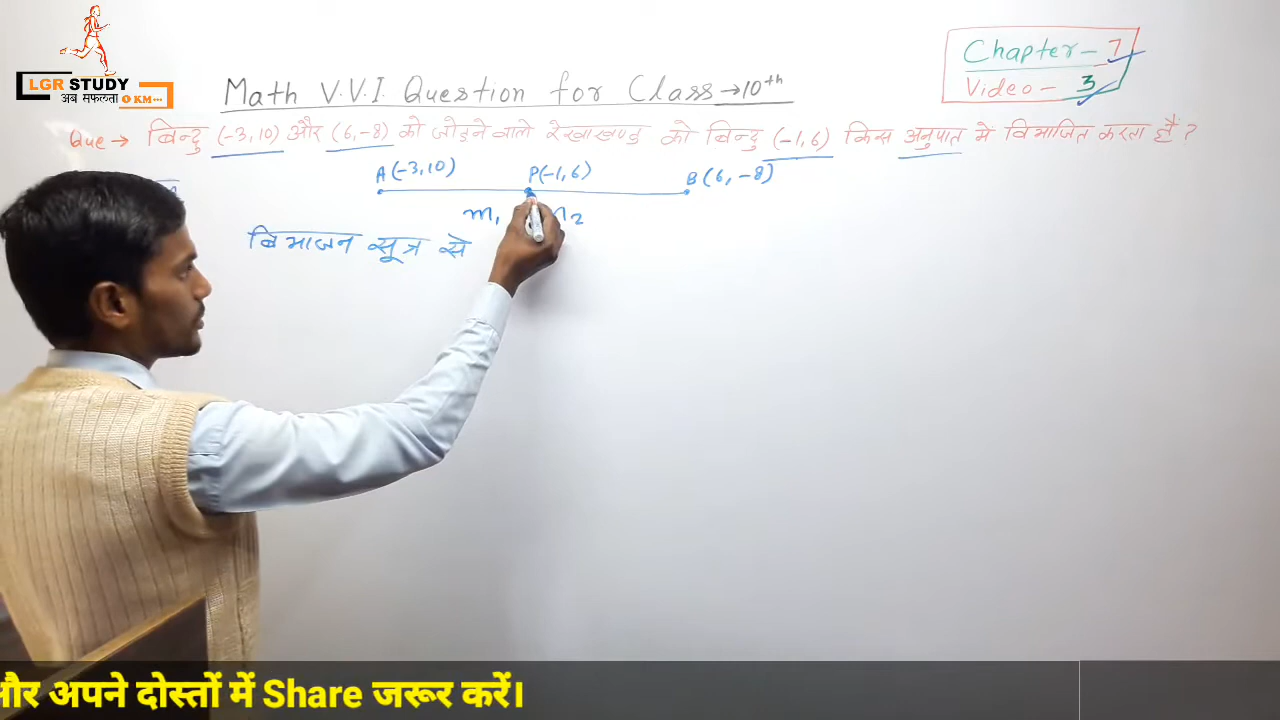 LGR STUDY
अब सफलता 0 KM...
Chapter-7
Video-3
Math V.V.I. Question for Class→10th
Que→ बिन्दु (-3,10) और (6,-8) को जोड़ने वाले रेखाखण्ड को बिन्दु (-1,6) किस अनुपात मे विभाजित करता है?
A(-3,10) P(-1,6) B(6,-8)
m₁ 2
विभाजन सूत्र से
और अपने दोस्तों में Share जरूर करें।